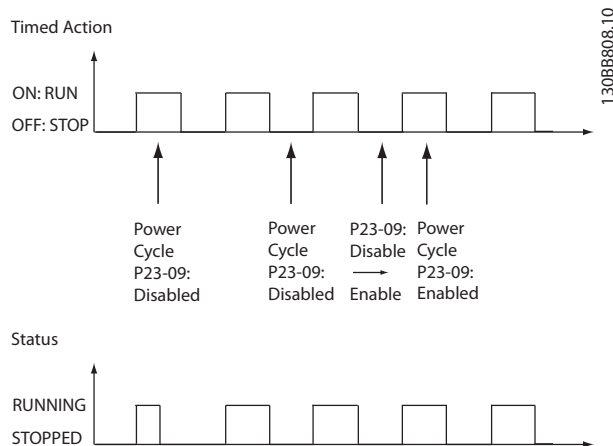 Timed Action
130BB808.10
ON: RUN
OFF: STOP
Power
Cycle
P23-09:
Disabled
Power
Cycle
P23-09:
Disabled
P23-09:
Disable
Enable
Power
Cycle
P23-09:
Enabled
Status
RUNNING
STOPPED